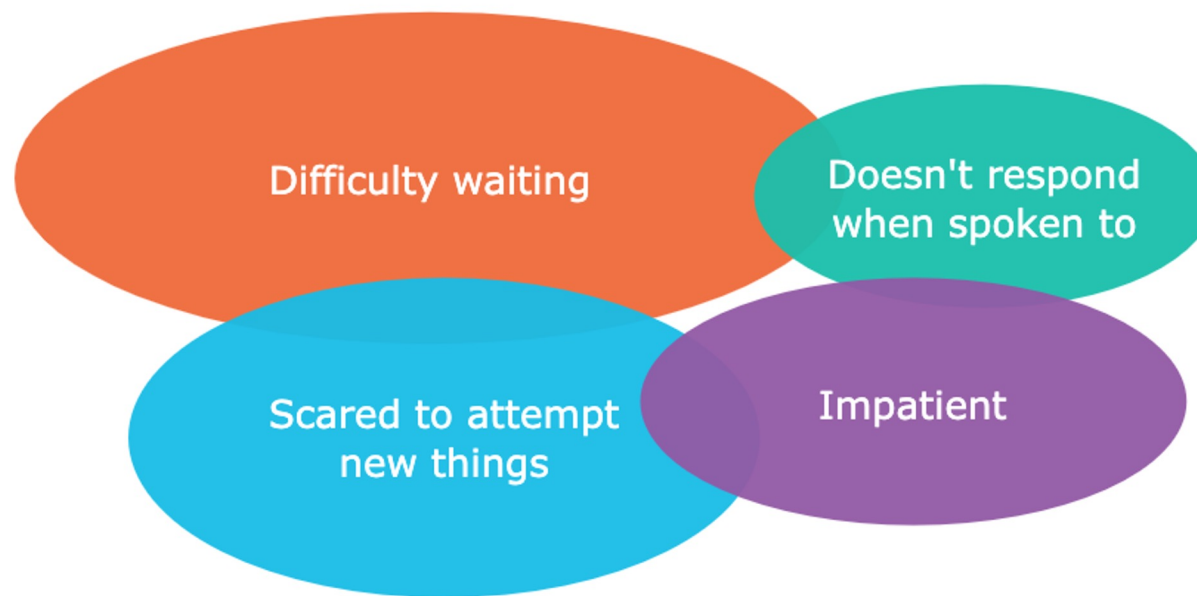 Difficulty waiting
Doesn't respond
when spoken to
Scared to attempt
new things
Impatient